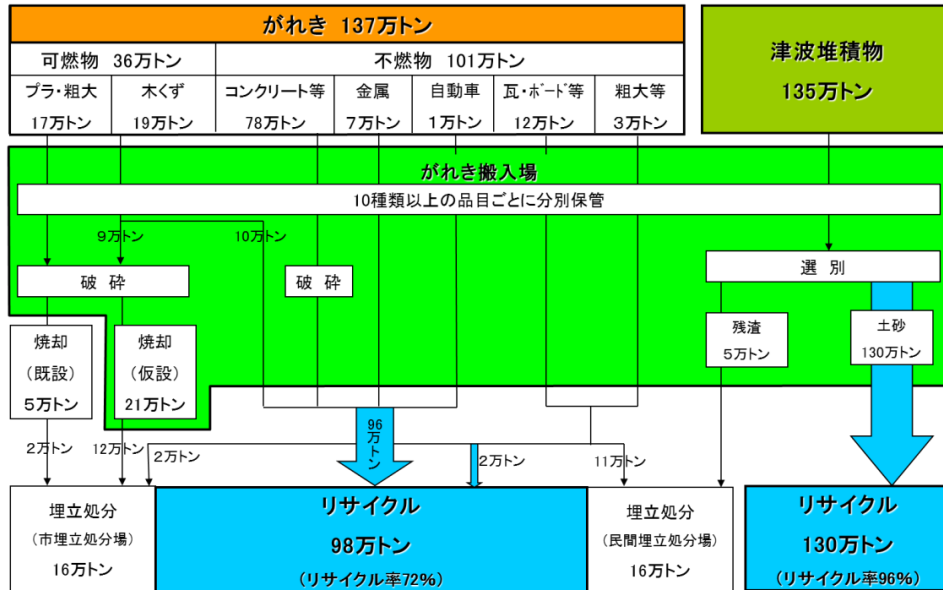 がれき 137万トン
可燃物 36万トン
不燃物 101万トン
プラ・粗大
17万トン
木くず
19万トン
コンクリート等
78万トン
金属
7万トン
自動車
1万トン
瓦・ボード等
12万トン
粗大等
3万トン
津波堆積物
135万トン
がれき搬入場
10種類以上の品目ごとに分別保管
9万トン
10万トン
破 砕
破 砕
選 別
焼却
(既設)
5万トン
焼却
(仮設)
21万トン
残渣
5万トン
土砂
130万トン
96万トン
2万トン
12万トン
2万トン
2万トン
11万トン
埋立処分
(市埋立処分場)
16万トン
リサイクル
98万トン
(リサイクル率72%)
埋立処分
(民間埋立処分場)
16万トン
リサイクル
130万トン
(リサイクル率96%)